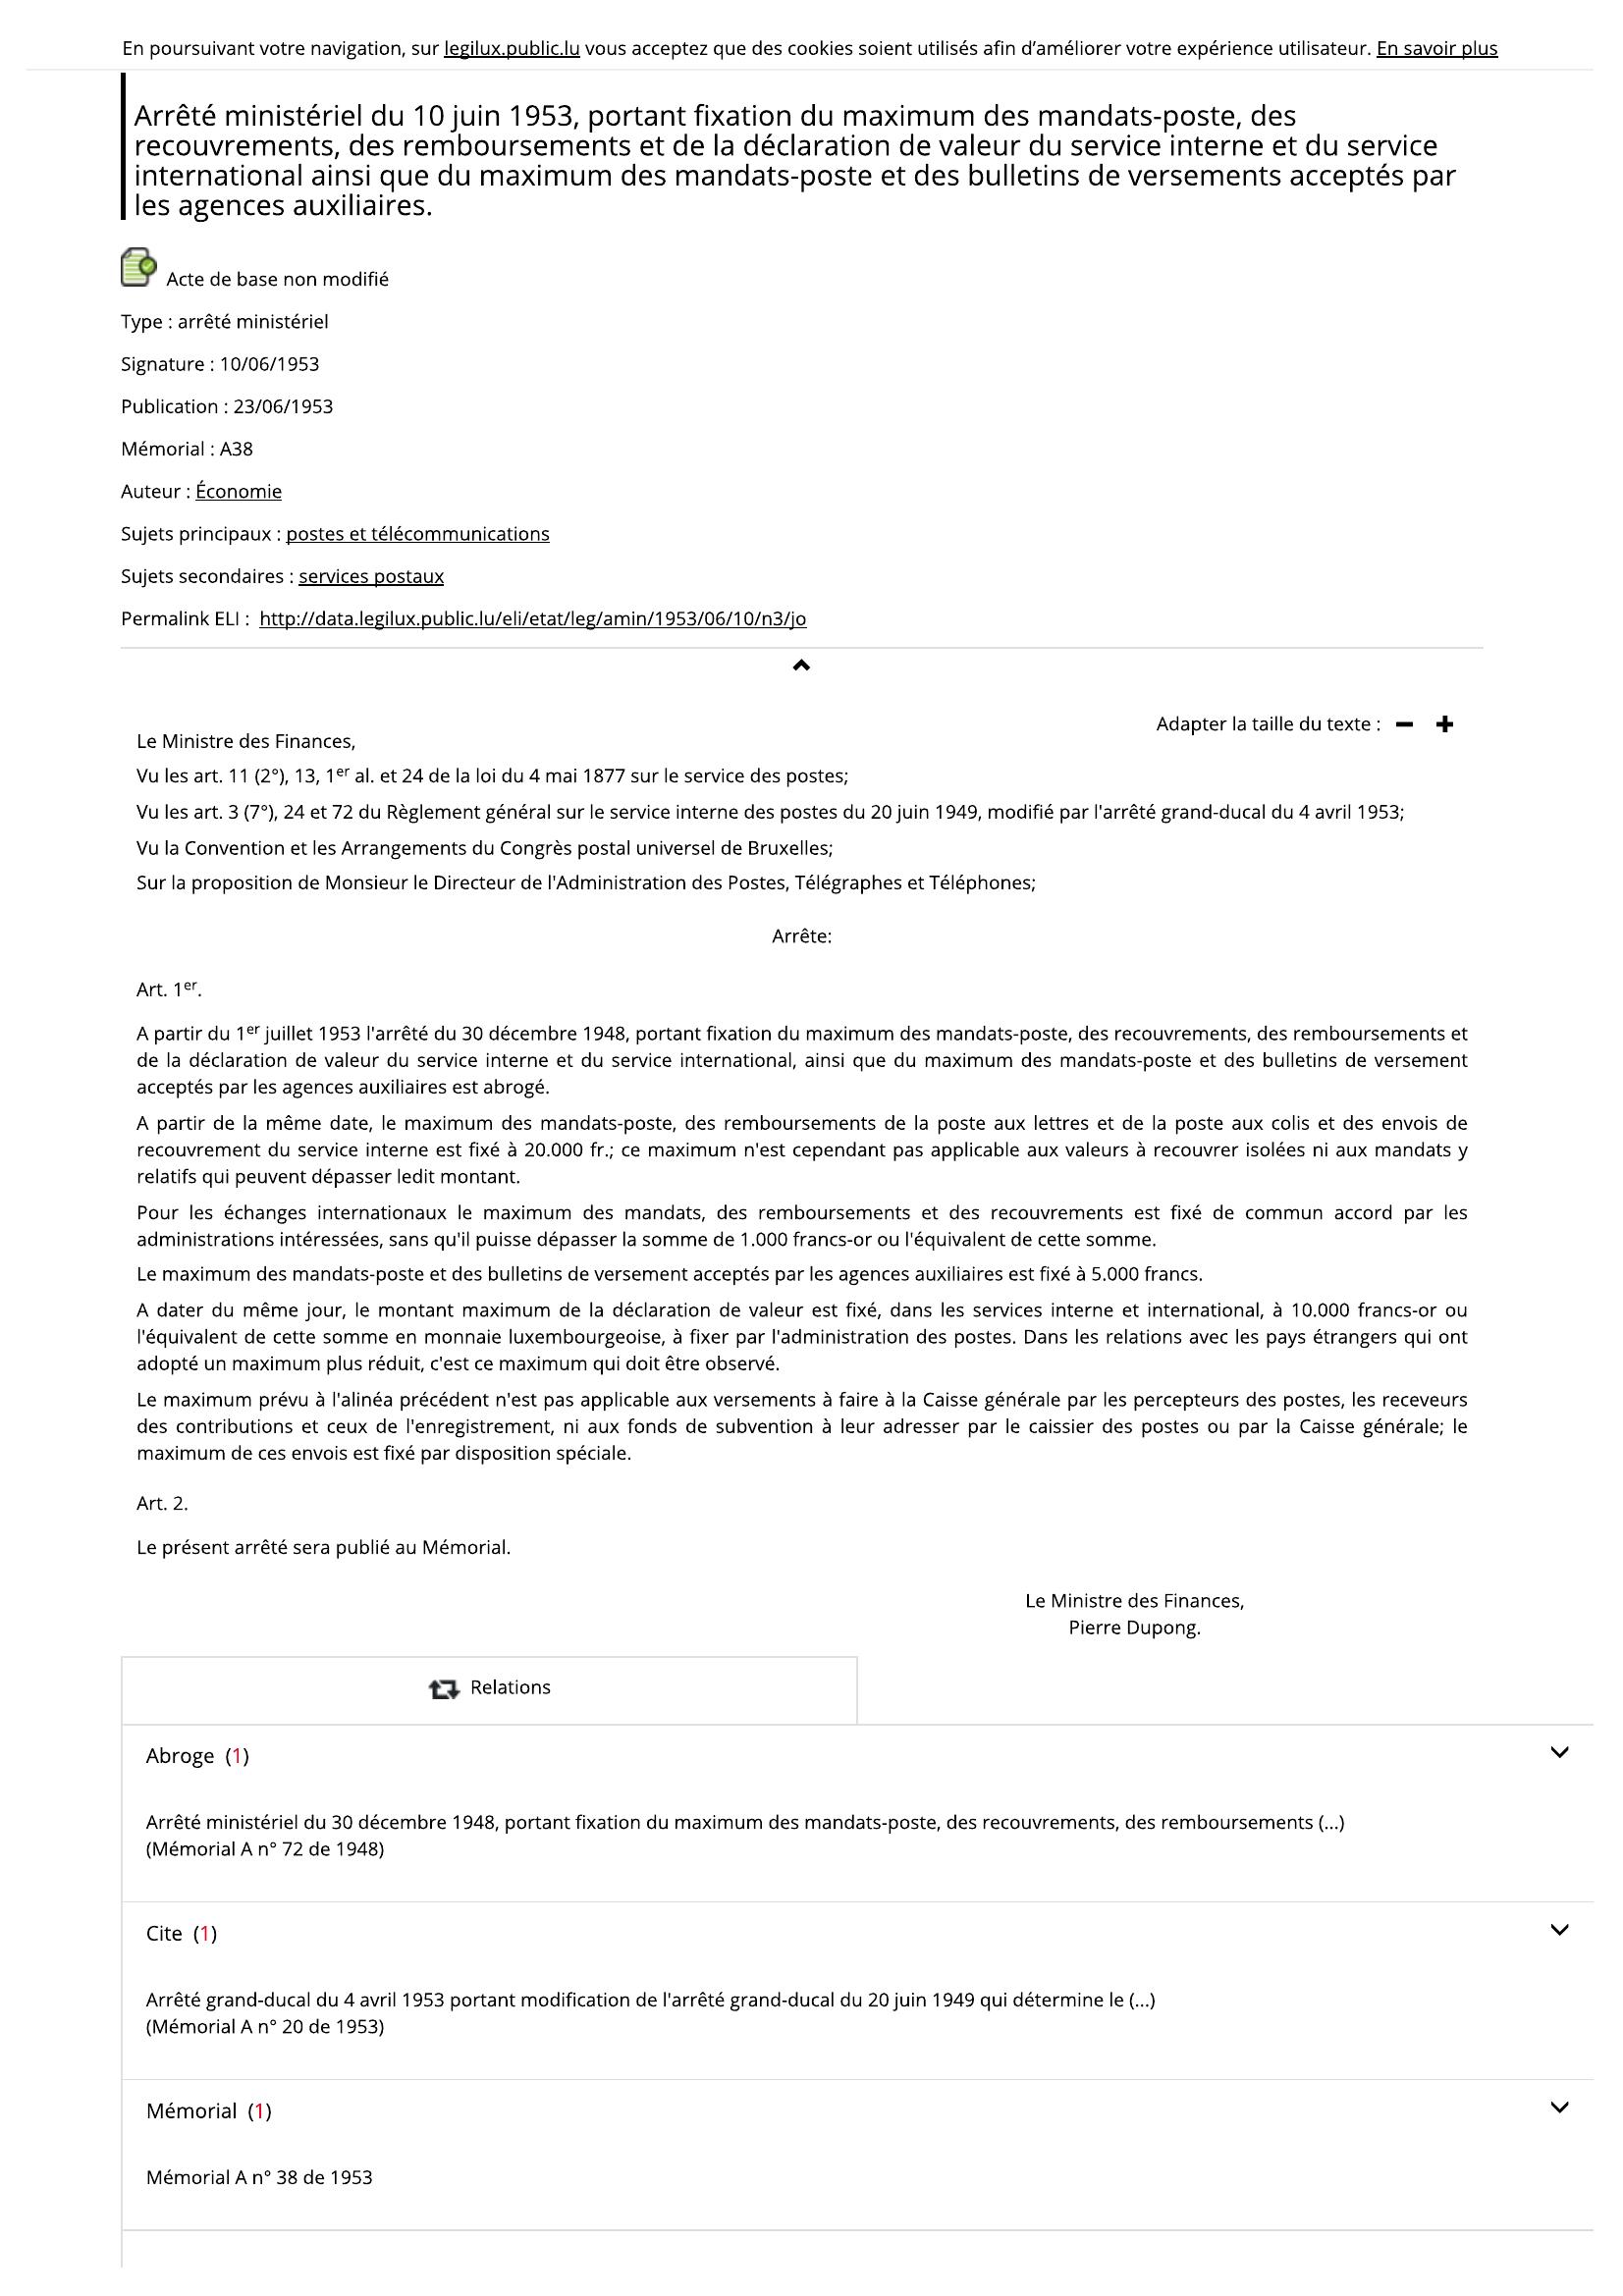 En poursuivant votre navigation, sur legilux.public.lu vous acceptez que des cookies soient utilisés afin d’améliorer votre expérience utilisateur. En savoir plus
Arrêté ministériel du 10 juin 1953, portant fixation du maximum des mandats-poste, des
recouvrements, des remboursements et de la déclaration de valeur du service interne et du service
international ainsi que du maximum des mandats-poste et des bulletins de versements acceptés par
les agences auxiliaires.
Acte de base non modifié
Type : arrêté ministériel
Signature : 10/06/1953
Publication : 23/06/1953
Mémorial : A38
Auteur : Économie
Sujets principaux : postes et télécommunications
Sujets secondaires : services postaux
Permalink ELI : http://data.legilux.public.lu/eli/etat/leg/amin/1953/06/10/n3/jo
Adapter la taille du texte :
Le Ministre des Finances,
Vu les art. 11 (2°), 13, 1er al. et 24 de la loi du 4 mai 1877 sur le service des postes;
Vu les art. 3 (7°), 24 et 72 du Règlement général sur le service interne des postes du 20 juin 1949, modifié par l'arrêté grand-ducal du 4 avril 1953;
Vu la Convention et les Arrangements du Congrès postal universel de Bruxelles;
Sur la proposition de Monsieur le Directeur de l'Administration des Postes, Télégraphes et Téléphones;
Arrête:
Art. 1er.
A partir du 1er juillet 1953 l'arrêté du 30 décembre 1948, portant fixation du maximum des mandats-poste, des recouvrements, des remboursements et
de la déclaration de valeur du service interne et du service international, ainsi que du maximum des mandats-poste et des bulletins de versement
acceptés par les agences auxiliaires est abrogé.
A partir de la même date, le maximum des mandats-poste, des remboursements de la poste aux lettres et de la poste aux colis et des envois de
recouvrement du service interne est fixé à 20.000 fr.; ce maximum n'est cependant pas applicable aux valeurs à recouvrer isolées ni aux mandats y
relatifs qui peuvent dépasser ledit montant.
Pour les échanges internationaux le maximum des mandats, des remboursements et des recouvrements est fixé de commun accord par les
administrations intéressées, sans qu'il puisse dépasser la somme de 1.000 francs-or ou l'équivalent de cette somme.
Le maximum des mandats-poste et des bulletins de versement acceptés par les agences auxiliaires est fixé à 5.000 francs.
A dater du même jour, le montant maximum de la déclaration de valeur est fixé, dans les services interne et international, à 10.000 francs-or ou
l'équivalent de cette somme en monnaie luxembourgeoise, à fixer par l'administration des postes. Dans les relations avec les pays étrangers qui ont
adopté un maximum plus réduit, c'est ce maximum qui doit être observé.
Le maximum prévu à l'alinéa précédent n'est pas applicable aux versements à faire à la Caisse générale par les percepteurs des postes, les receveurs
des contributions et ceux de l'enregistrement, ni aux fonds de subvention à leur adresser par le caissier des postes ou par la Caisse générale; le
maximum de ces envois est fixé par disposition spéciale.
Art. 2.
Le présent arrêté sera publié au Mémorial.
Le Ministre des Finances,
Pierre Dupong.
Relations
Abroge (1)
Arrêté ministériel du 30 décembre 1948, portant fixation du maximum des mandats-poste, des recouvrements, des remboursements (...)
(Mémorial A n° 72 de 1948)
Cite (1)
Arrêté grand-ducal du 4 avril 1953 portant modification de l'arrêté grand-ducal du 20 juin 1949 qui détermine le (...)
(Mémorial A n° 20 de 1953)
Mémorial (1)
Mémorial A n° 38 de 1953